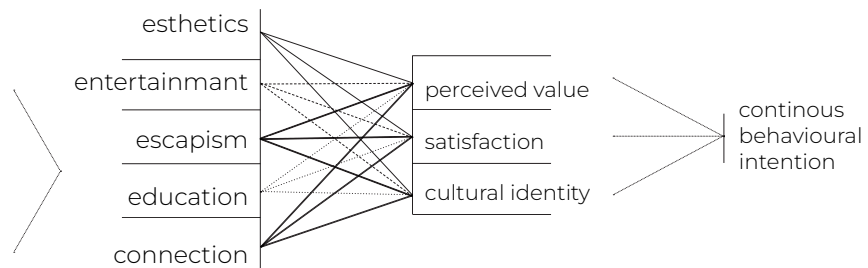 esthetics
entertainmant
escapism
education
connection
perceived value
satisfaction
cultural identity
continous
behavioural
intention